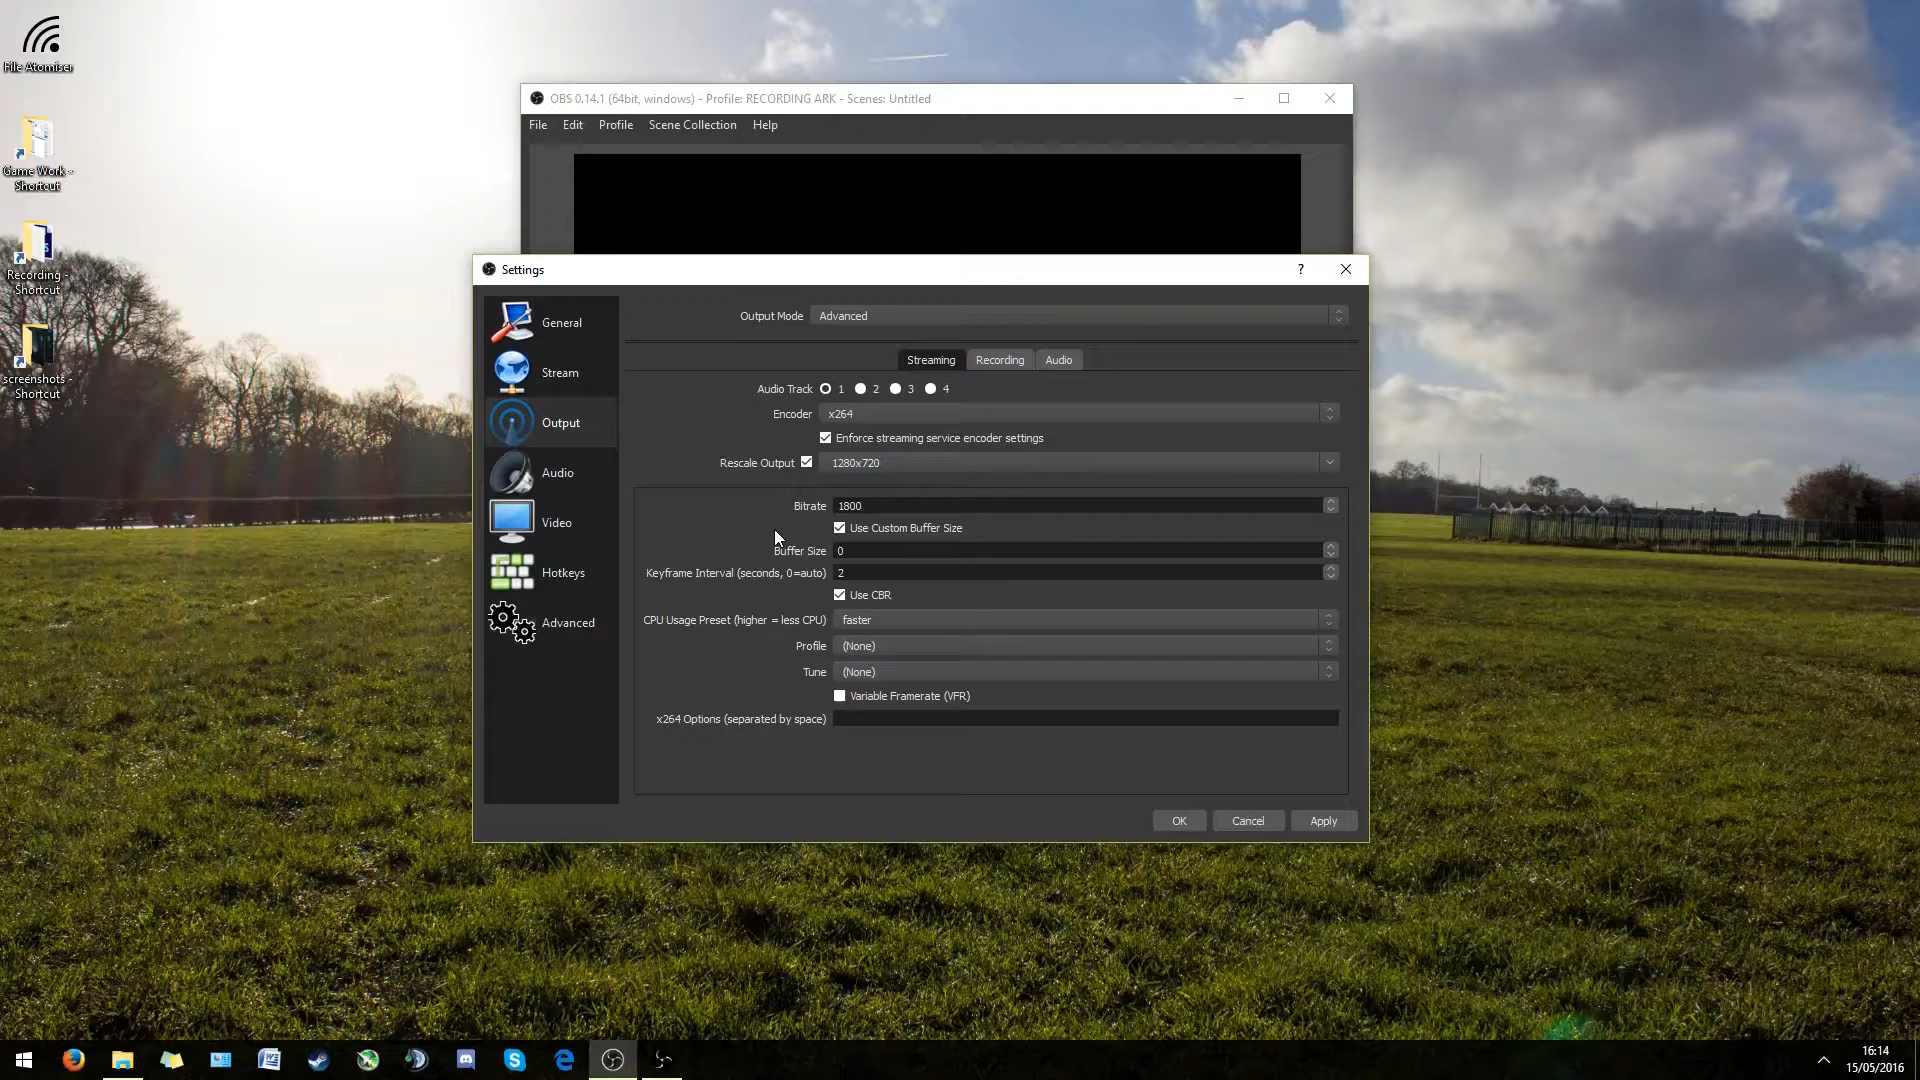 File Atomiser
Game Work -
Shortcut
Recording -
Shortcut
screenshots -
Shortcut
OBS 0.14.1 (64bit, windows) - Profile: RECORDING ARK - Scenes: Untitled
File Edit Profile Scene Collection Help
Settings
?
General
Stream
Output
Audio
Video
Hotkeys
Advanced
Output Mode Advanced
Streaming Recording Audio
Audio Track 1 2 3 4
Encoder x264
Enforce streaming service encoder settings
Rescale Output 1280x720
Bitrate 1800
Use Custom Buffer Size
Buffer Size 0
Keyframe Interval (seconds, 0=auto) 2
Use CBR
CPU Usage Preset (higher = less CPU) faster
Profile (None)
Tune (None)
Variable Framerate (VFR)
x264 Options (separated by space)
OK Cancel Apply
16:14
15/05/2016